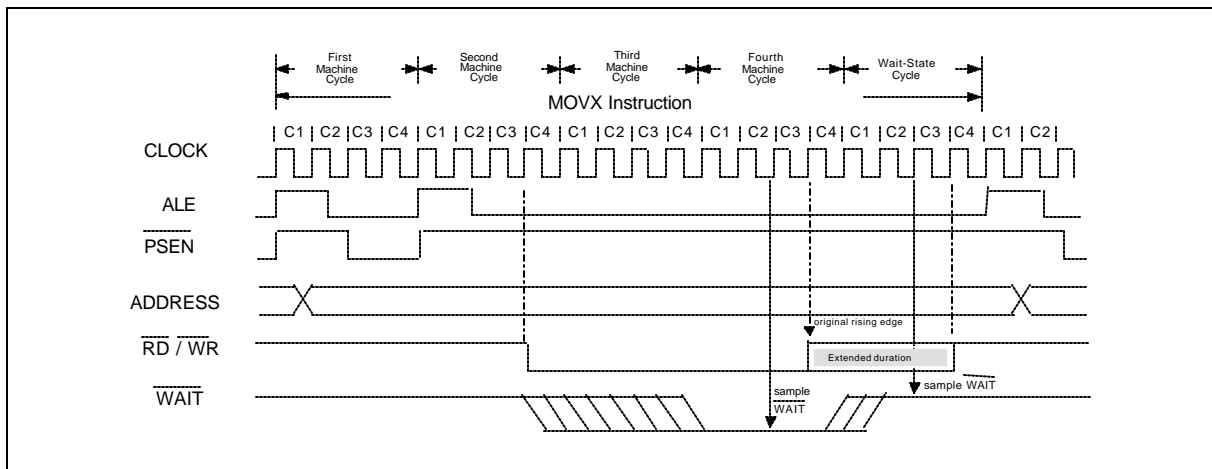 First
Machine
Cycle
Second
Machine
Cycle
Third
Machine
Cycle
Fourth
Machine
Cycle
Wait-State
Cycle
MOVX Instruction
C1 C2 C3 C4 C1 C2 C3 C4 C1 C2 C3 C4 C1 C2 C3 C4 C1 C2 C3 C4 C1 C2
CLOCK
ALE
PSEN
ADDRESS
original rising edge
RD / WR
Extended duration
sample WAIT
WAIT
sample
WAIT